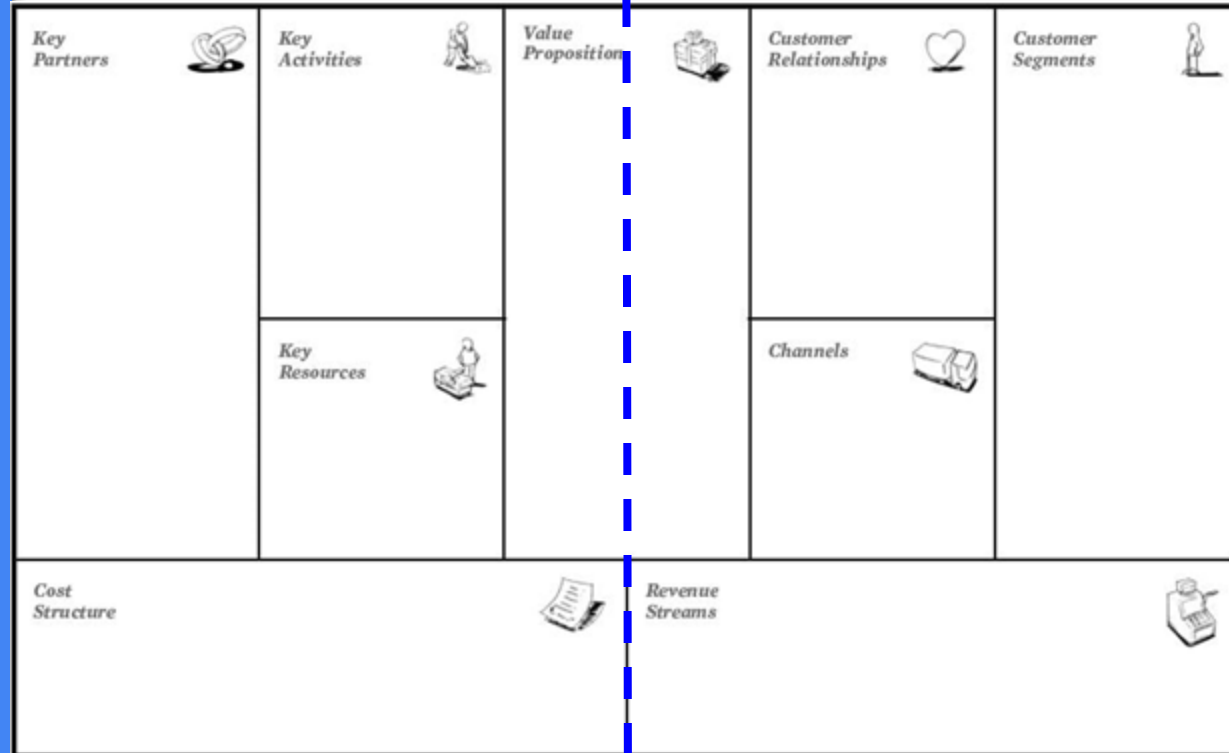 Key
Partners
Key
Activities
Value
Proposition
Customer
Relationships
Customer
Segments
Key
Resources
Channels
Cost
Structure
Revenue
Streams